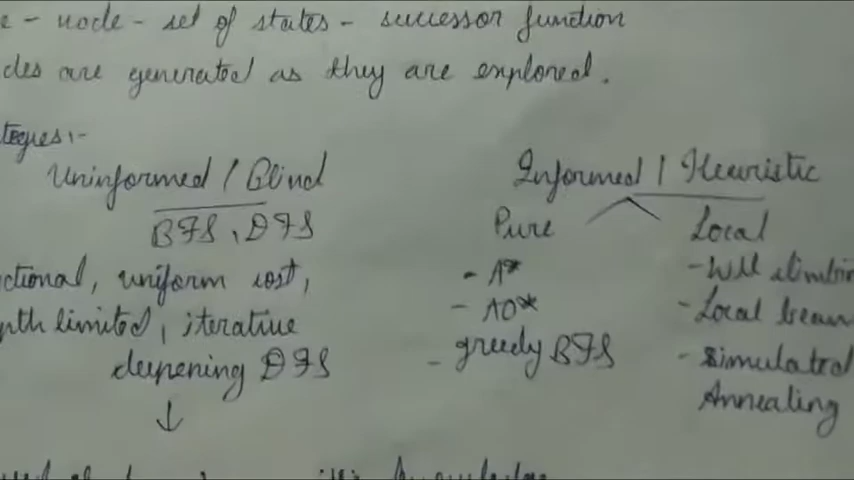 e - node - set of states - successor function
des are generated as they are explored.
tegies:-
Uninformed / Blind
Informed / Heuristic
BFS, DFS
Pure
Local
ctional, uniform cost,
- A*
pth limited, iterative
- AO*
- Local beam
deepening DFS
- greedy BFS
- Simulated
Annealing
↓